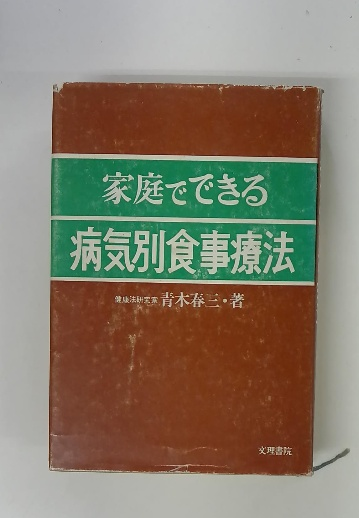 家庭でできる
病気別食事療法
健康法研究家 青木春三・著
文理書院